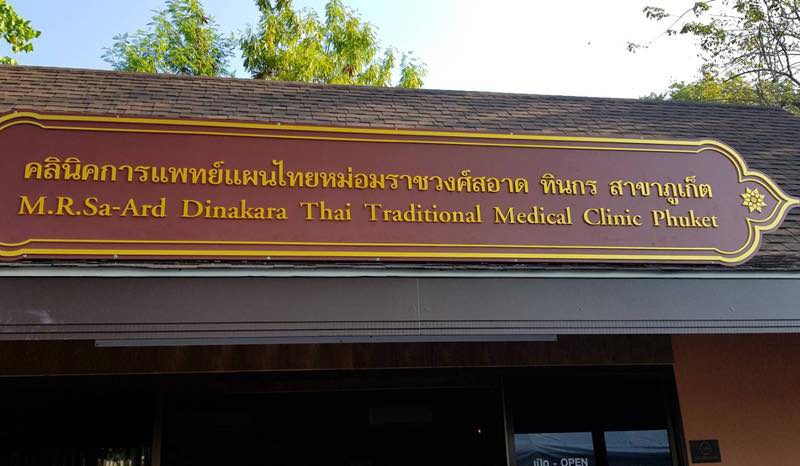 คลินิคการแพทย์แผนไทยหม่อมราชวงศ์สอาด ทินกร สาขาภูเก็ต
M.R.Sa-Ard Dinakara Thai Traditional Medical Clinic Phuket
เปิด - OPEN